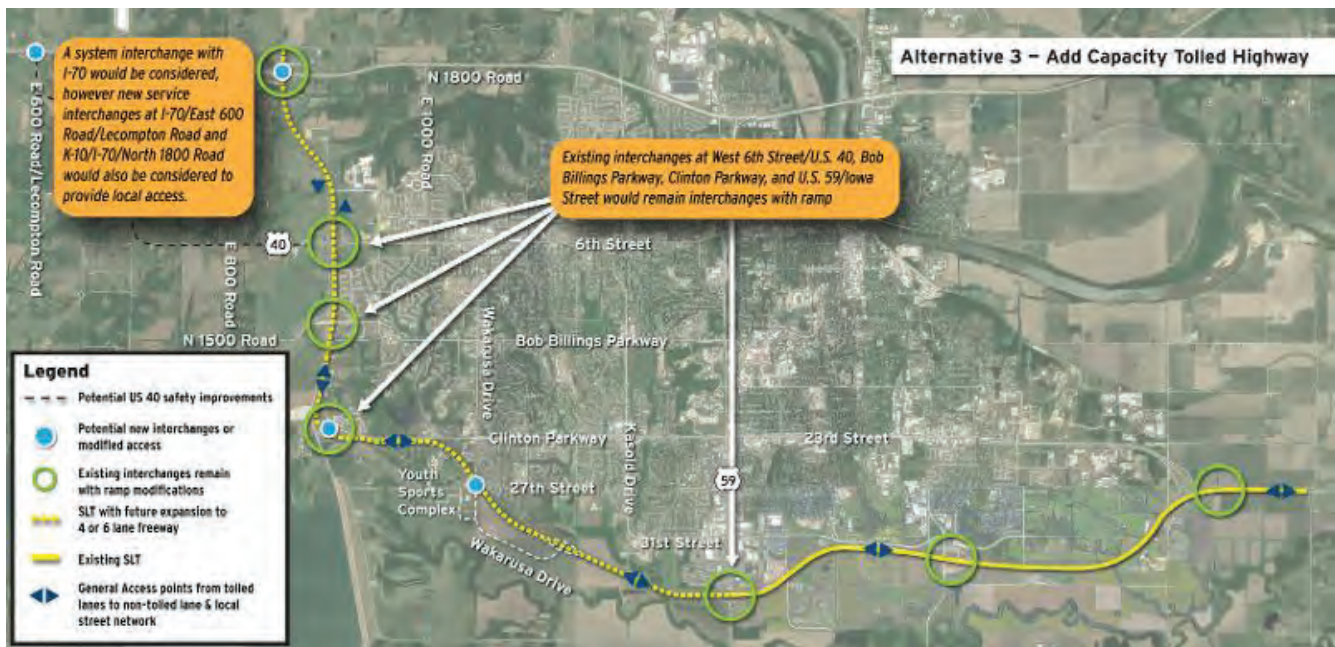 Alternative 3 – Add Capacity Tolled Highway
A system interchange with
I-70 would be considered,
however new service
interchanges at I-70/East 600
Road/Lecompton Road and
K-10/I-70/North 1800 Road
would also be considered to
provide local access.
E 600 Road/Lecompton Road
N 1800 Road
E 1000 Road
Existing interchanges at West 6th Street/U.S. 40, Bob
Billings Parkway, Clinton Parkway, and U.S. 59/Iowa
Street would remain interchanges with ramp
40
6th Street
E 800 Road
N 1500 Road
Wakarusa Drive
Bob Billings Parkway
Clinton Parkway
Kasold Drive
23rd Street
Youth
Sports
Complex
27th Street
59
31st Street
Wakarusa Drive
Legend
Potential US 40 safety improvements
Potential new interchanges or
modified access
Existing interchanges remain
with ramp modifications
SLT with future expansion to
4 or 6 lane freeway
Existing SLT
General Access points from tolled
lanes to non-tolled lane & local
street network